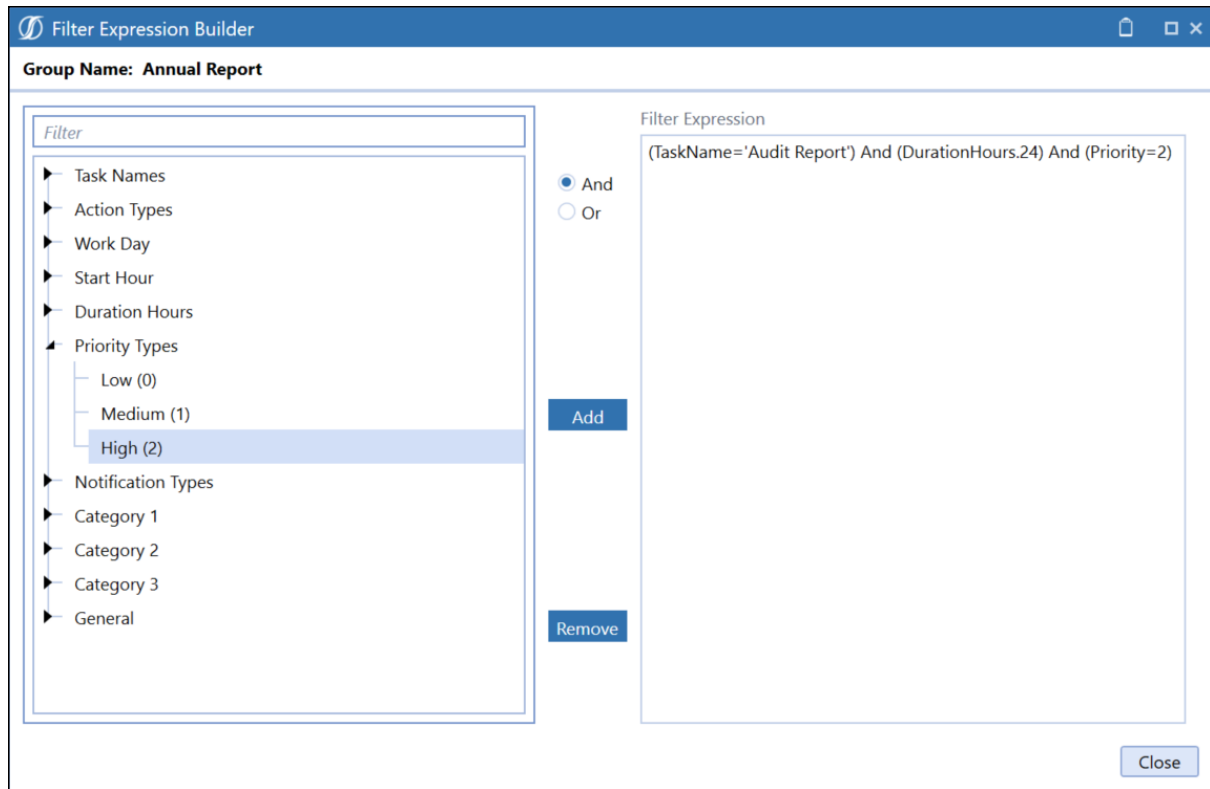 Filter Expression Builder
Group Name: Annual Report
Filter
Task Names
Action Types
Work Day
Start Hour
Duration Hours
Priority Types
Low (0)
Medium (1)
High (2)
Notification Types
Category 1
Category 2
Category 3
General
And
Or
Add
Remove
Filter Expression
(TaskName='Audit Report') And (DurationHours.24) And (Priority=2)
Close